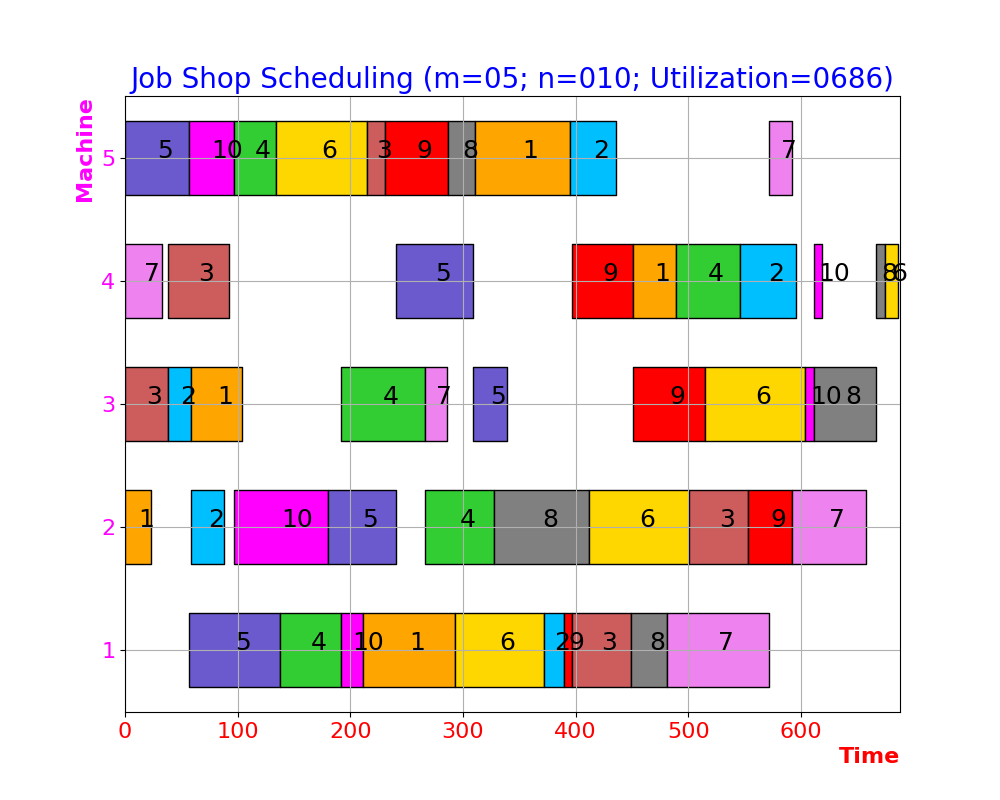 Job Shop Scheduling (m=05; n=010; Utilization=0686)
Machine
5
5 10 4 6 3 9 8 1 2 7
4
7 3 5 9 1 4 2 10 8 6
3
3 2 1 4 7 5 9 6 10 8
2
1 2 10 5 4 8 6 3 9 7
1
5 4 10 1 6 2 9 3 8 7
0 100 200 300 400 500 600
Time